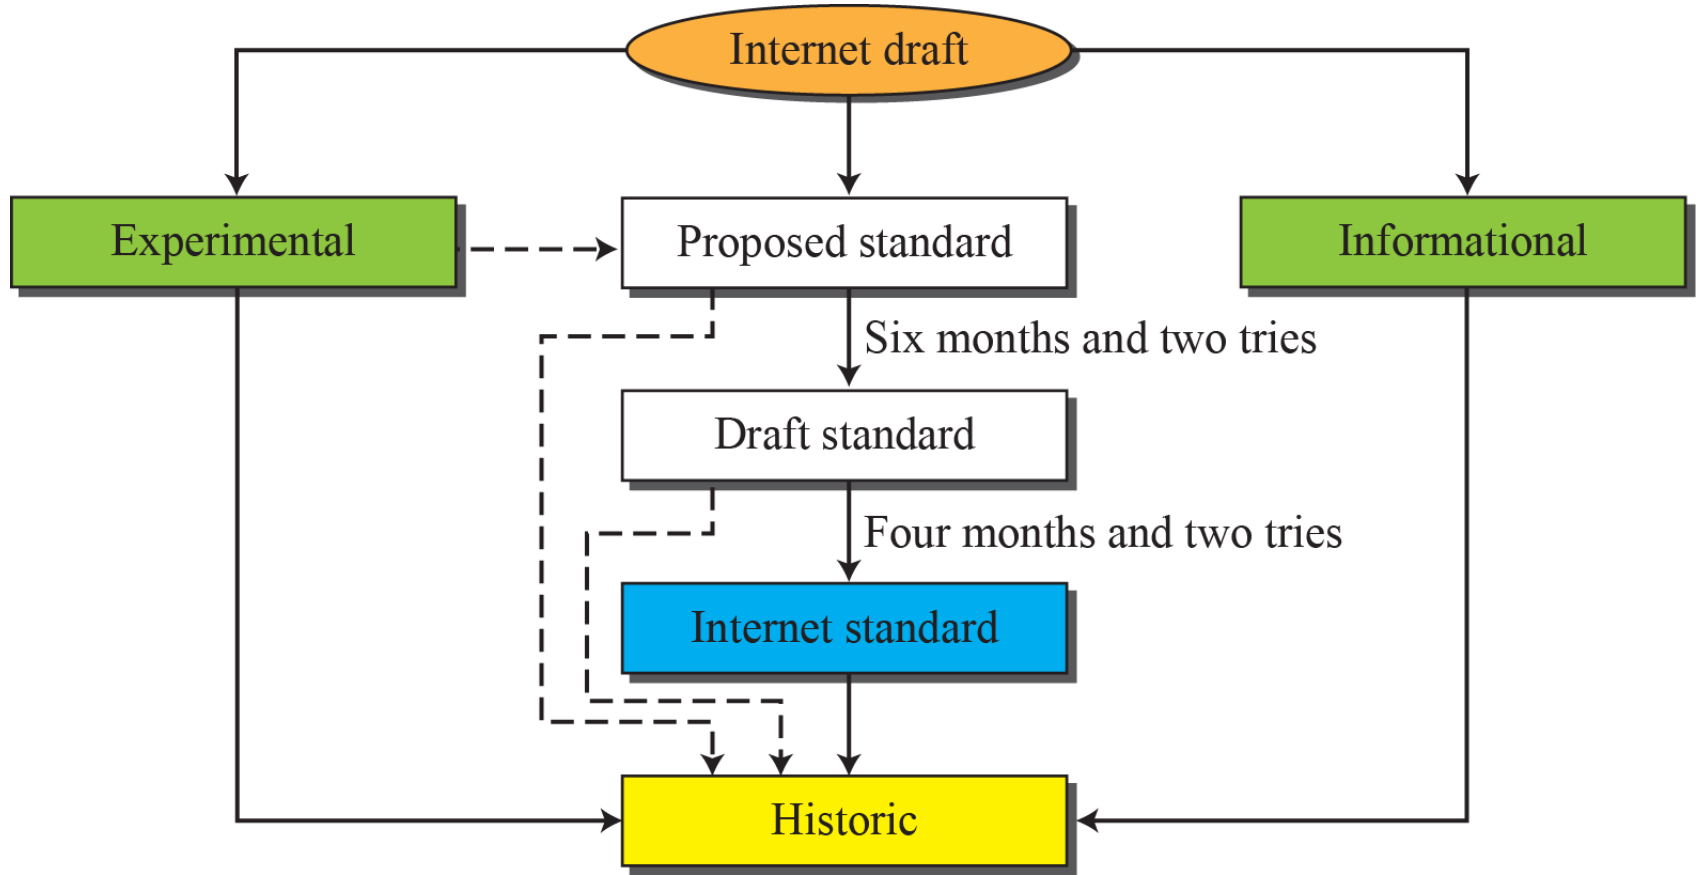 Internet draft
Experimental
Proposed standard
Informational
Six months and two tries
Draft standard
Four months and two tries
Internet standard
Historic